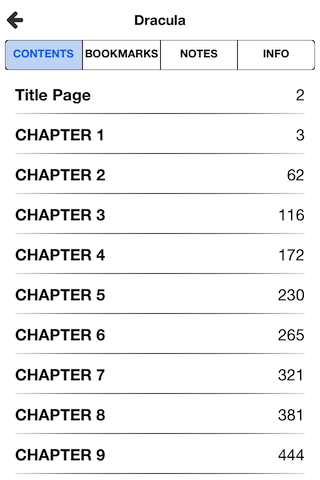 Dracula
CONTENTS BOOKMARKS NOTES INFO
Title Page 2
CHAPTER 1 3
CHAPTER 2 62
CHAPTER 3 116
CHAPTER 4 172
CHAPTER 5 230
CHAPTER 6 265
CHAPTER 7 321
CHAPTER 8 381
CHAPTER 9 444